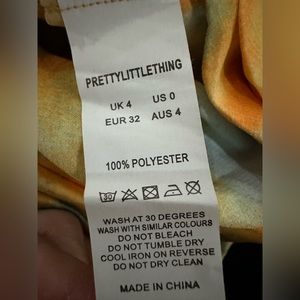 PRETTYLITTLETHING
UK 4 US 0
EUR 32 AUS 4
100% POLYESTER
30
WASH AT 30 DEGREES
WASH WITH SIMILAR COLOURS
DO NOT BLEACH
DO NOT TUMBLE DRY
COOL IRON ON REVERSE
DO NOT DRY CLEAN
MADE IN CHINA